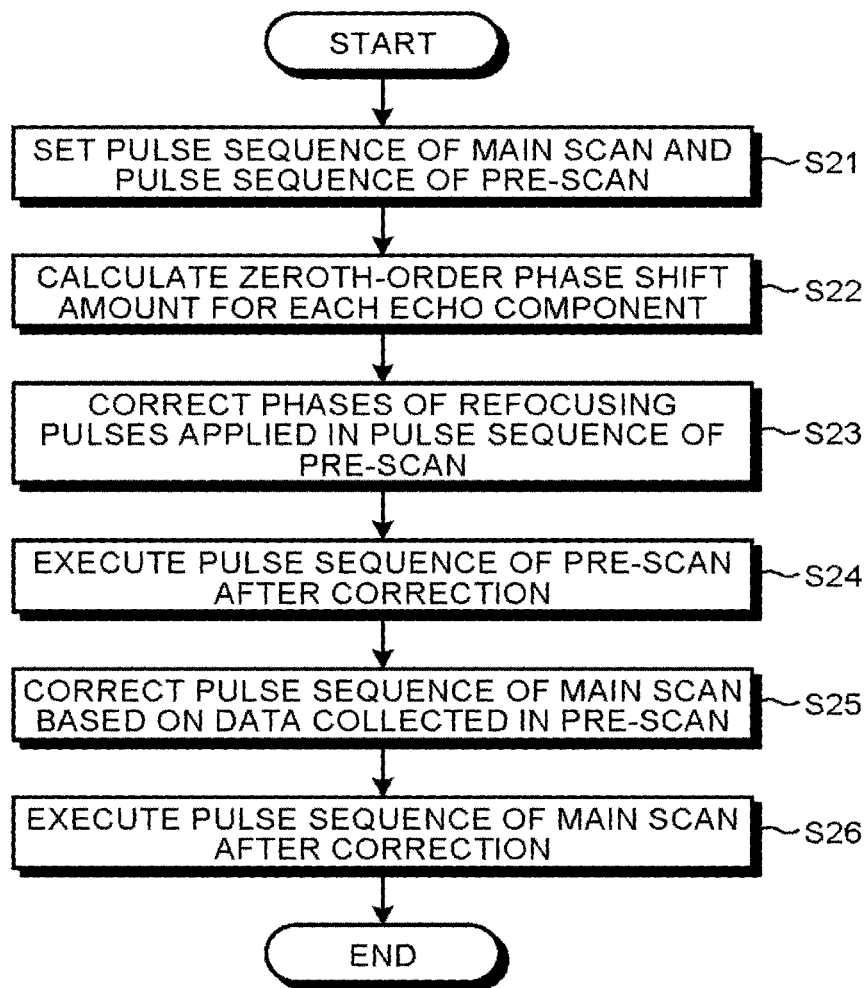 START
SET PULSE SEQUENCE OF MAIN SCAN AND
PULSE SEQUENCE OF PRE-SCAN
S21
CALCULATE ZEROTH-ORDER PHASE SHIFT
AMOUNT FOR EACH ECHO COMPONENT
S22
CORRECT PHASES OF REFOCUSING
PULSES APPLIED IN PULSE SEQUENCE OF
PRE-SCAN
S23
EXECUTE PULSE SEQUENCE OF PRE-SCAN
AFTER CORRECTION
S24
CORRECT PULSE SEQUENCE OF MAIN SCAN
BASED ON DATA COLLECTED IN PRE-SCAN
S25
EXECUTE PULSE SEQUENCE OF MAIN SCAN
AFTER CORRECTION
S26
END